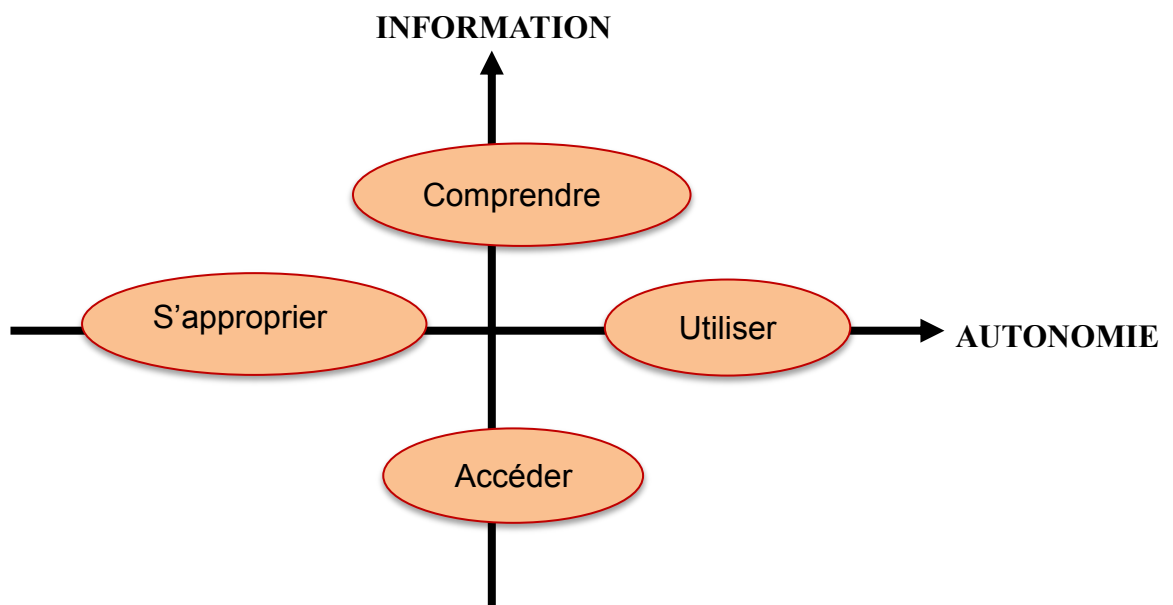 INFORMATION
Comprendre
S’approprier
Utiliser
AUTONOMIE
Accéder